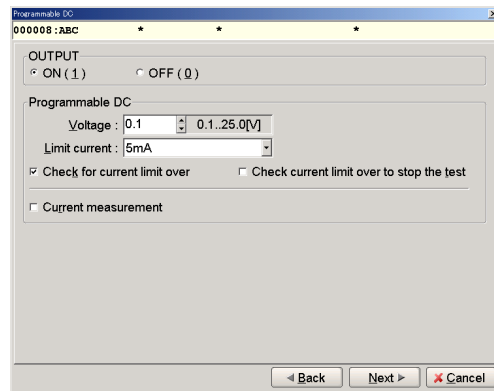 Programmable DC
000008:ABC * * *
OUTPUT
ON ( 1 ) OFF ( 0 )
Programmable DC
Voltage : 0.1 0.1..25.0[V]
Limit current : 5mA
Check for current limit over Check current limit over to stop the test
Current measurement
Back Next Cancel